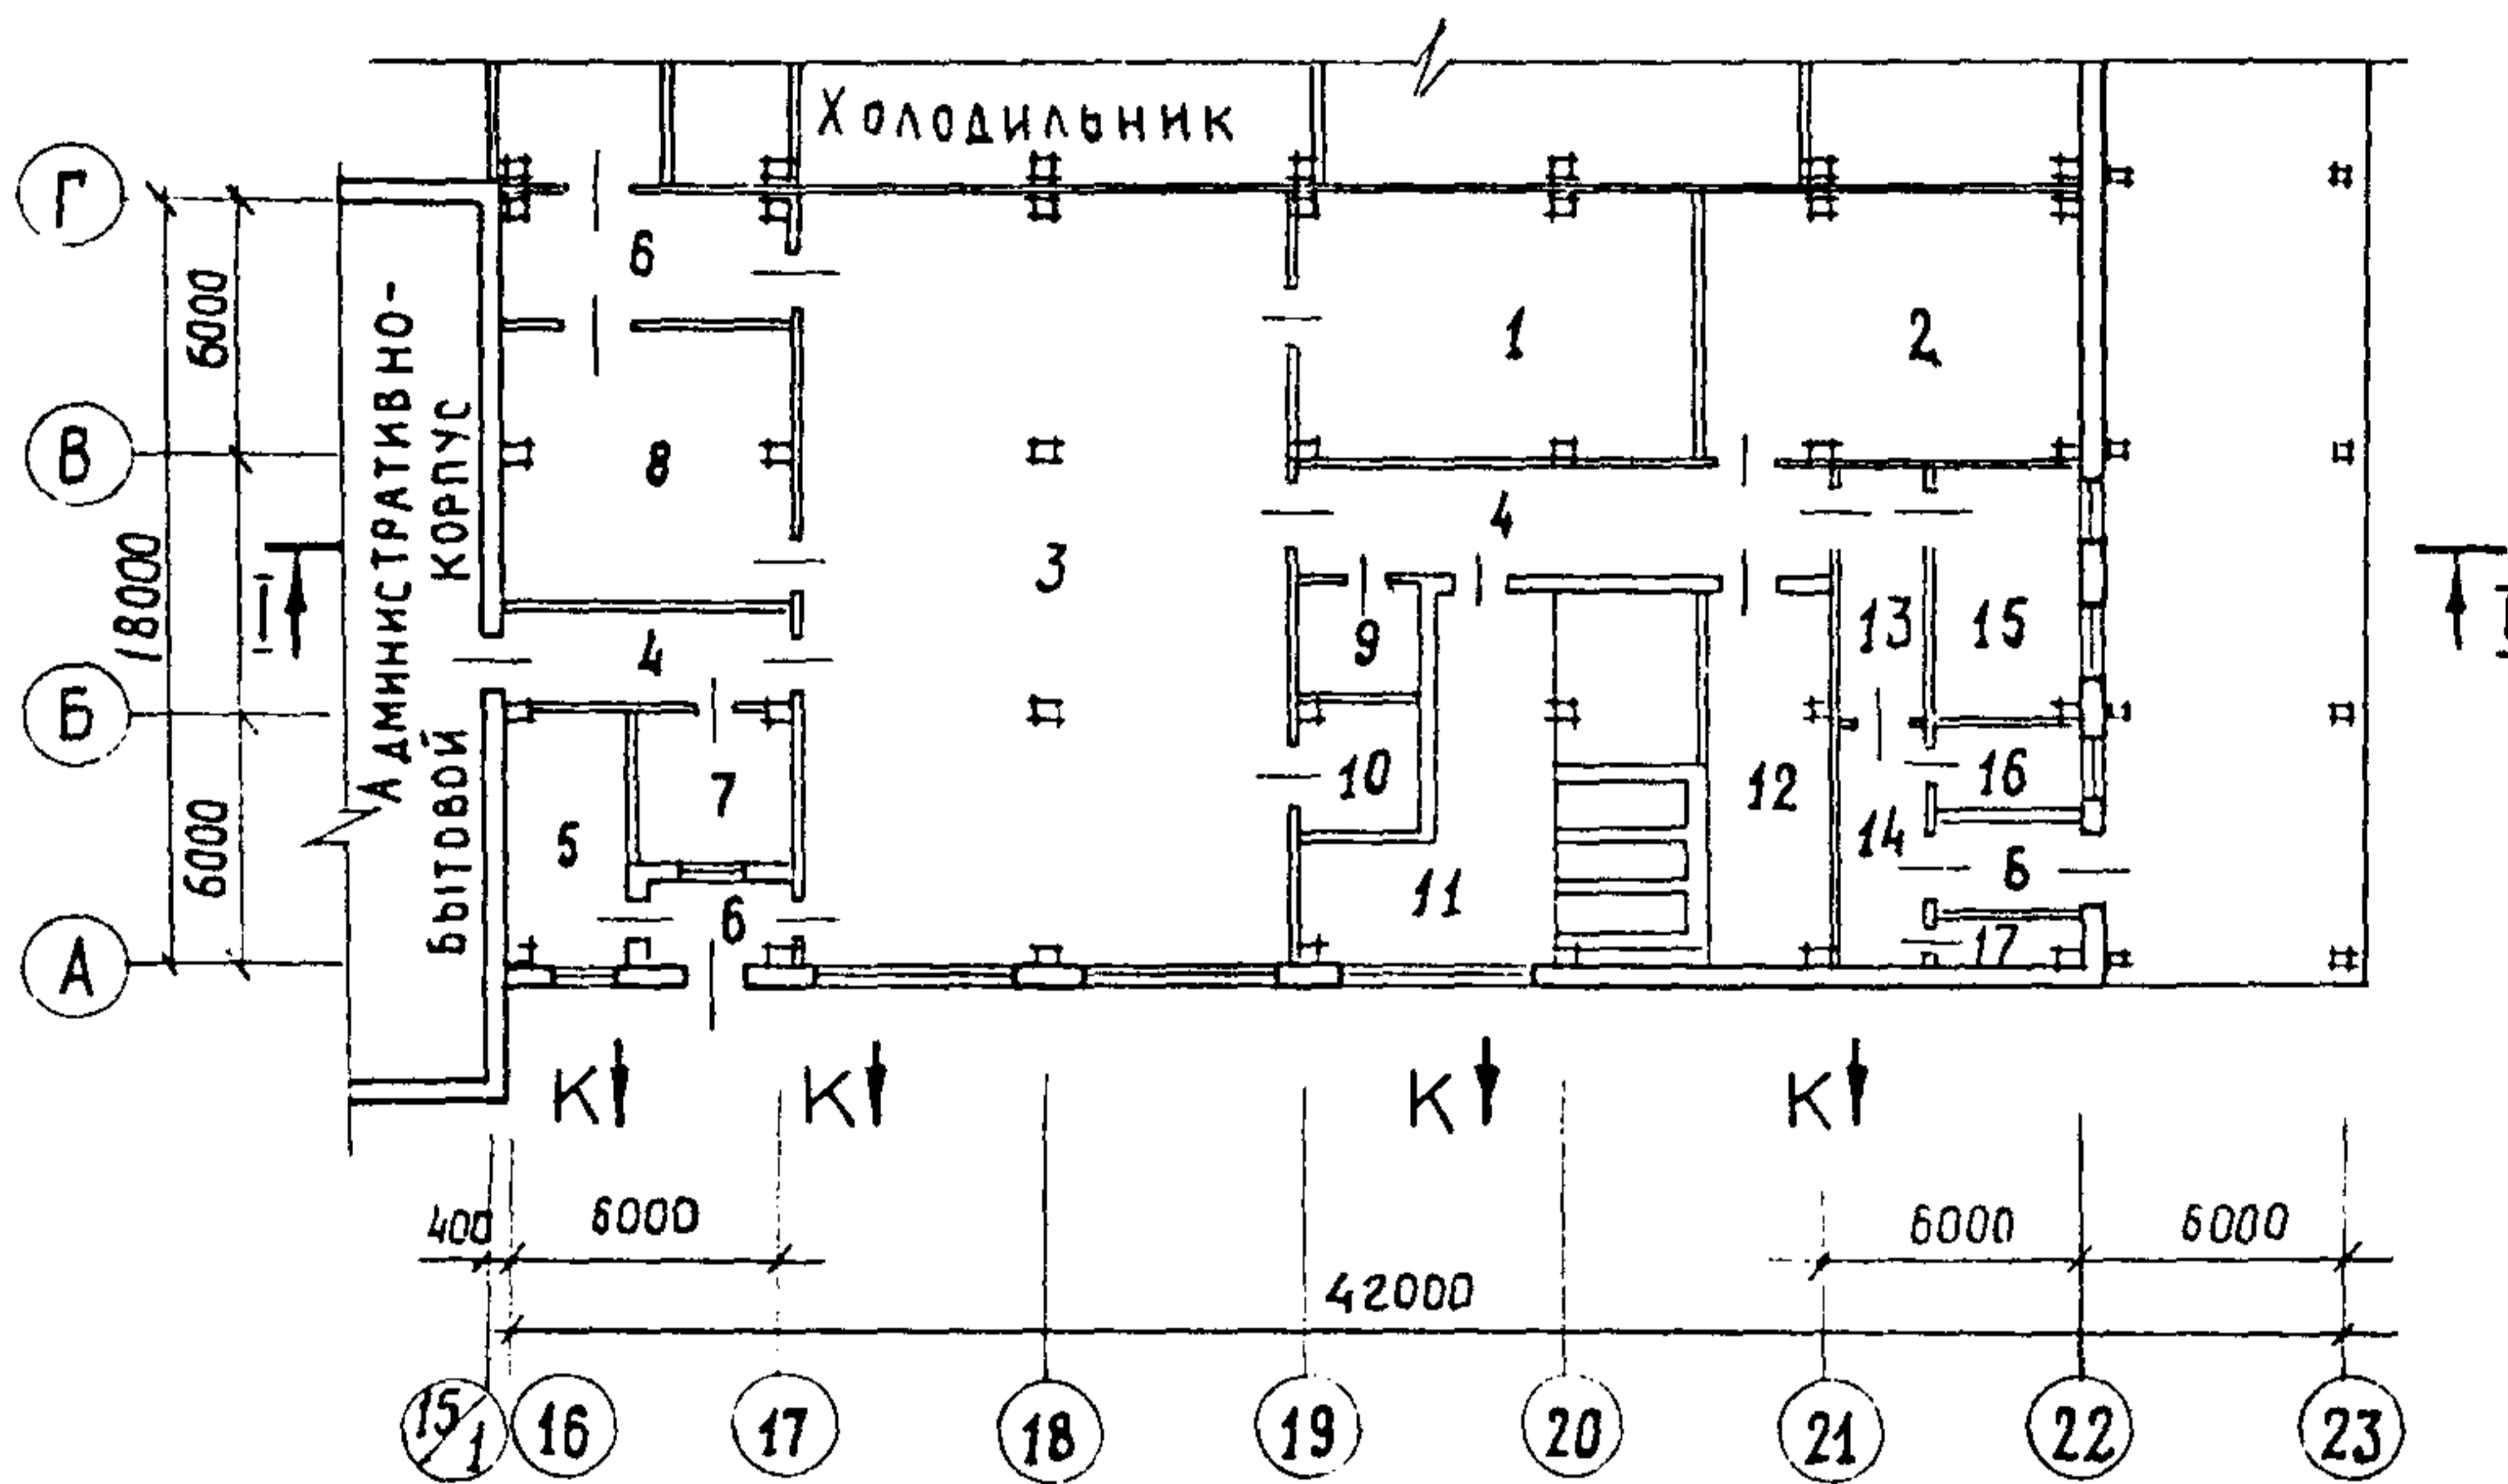 Холодильник
Г
6
6000
1
2
АДМИНИСТРАТИВНО-
БЫТОВОЙ КОРПУС
В
8
4
3
18000
I
I
13
15
9
4
Б
10
16
7
12
6000
5
14
11
6
6
17
А
К
К
К
К
400
6000
6000
6000
42000
15/1
16
17
18
19
20
21
22
23